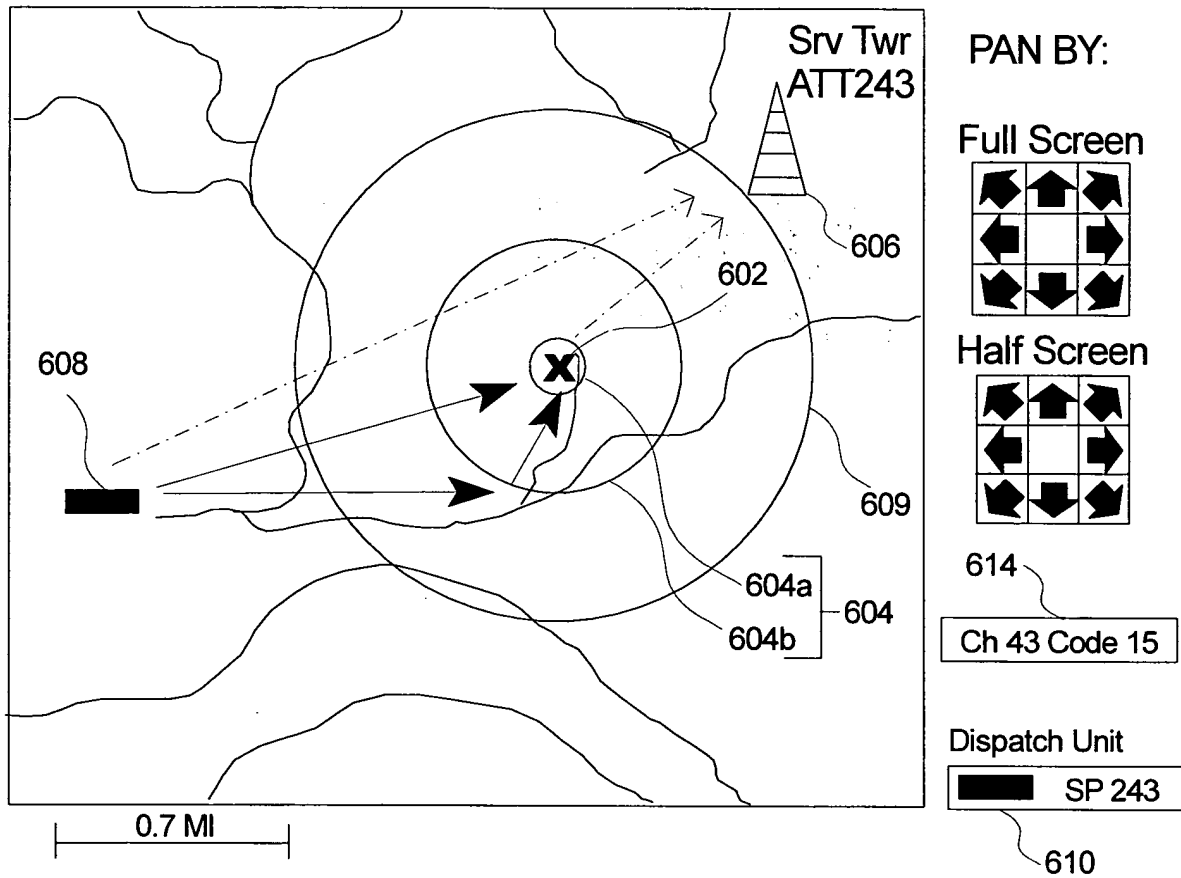 Srv Twr
ATT243
606
602
608
609
604a
604b
604
0.7 MI
PAN BY:
Full Screen
Half Screen
614
Ch 43 Code 15
Dispatch Unit
SP 243
610
X